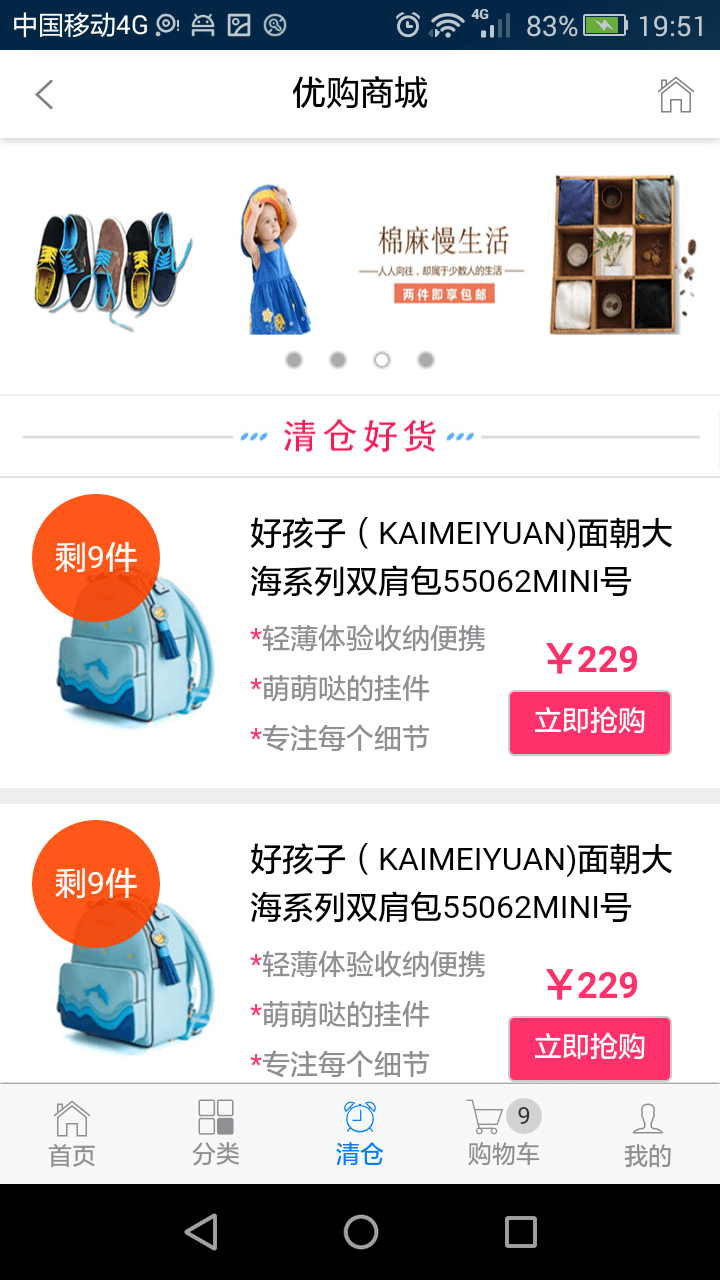 中国移动4G
4G
83%
19:51
优购商城
棉麻慢生活
人人向往，却属于少数人的生活
两件即享包邮
清仓好货
剩9件
好孩子（KAIMEIYUAN)面朝大
海系列双肩包55062MINI号
*轻薄体验收纳便携
*萌萌哒的挂件
*专注每个细节
￥229
立即抢购
剩9件
好孩子（KAIMEIYUAN)面朝大
海系列双肩包55062MINI号
*轻薄体验收纳便携
*萌萌哒的挂件
*专注每个细节
￥229
立即抢购
9
首页
分类
清仓
购物车
我的